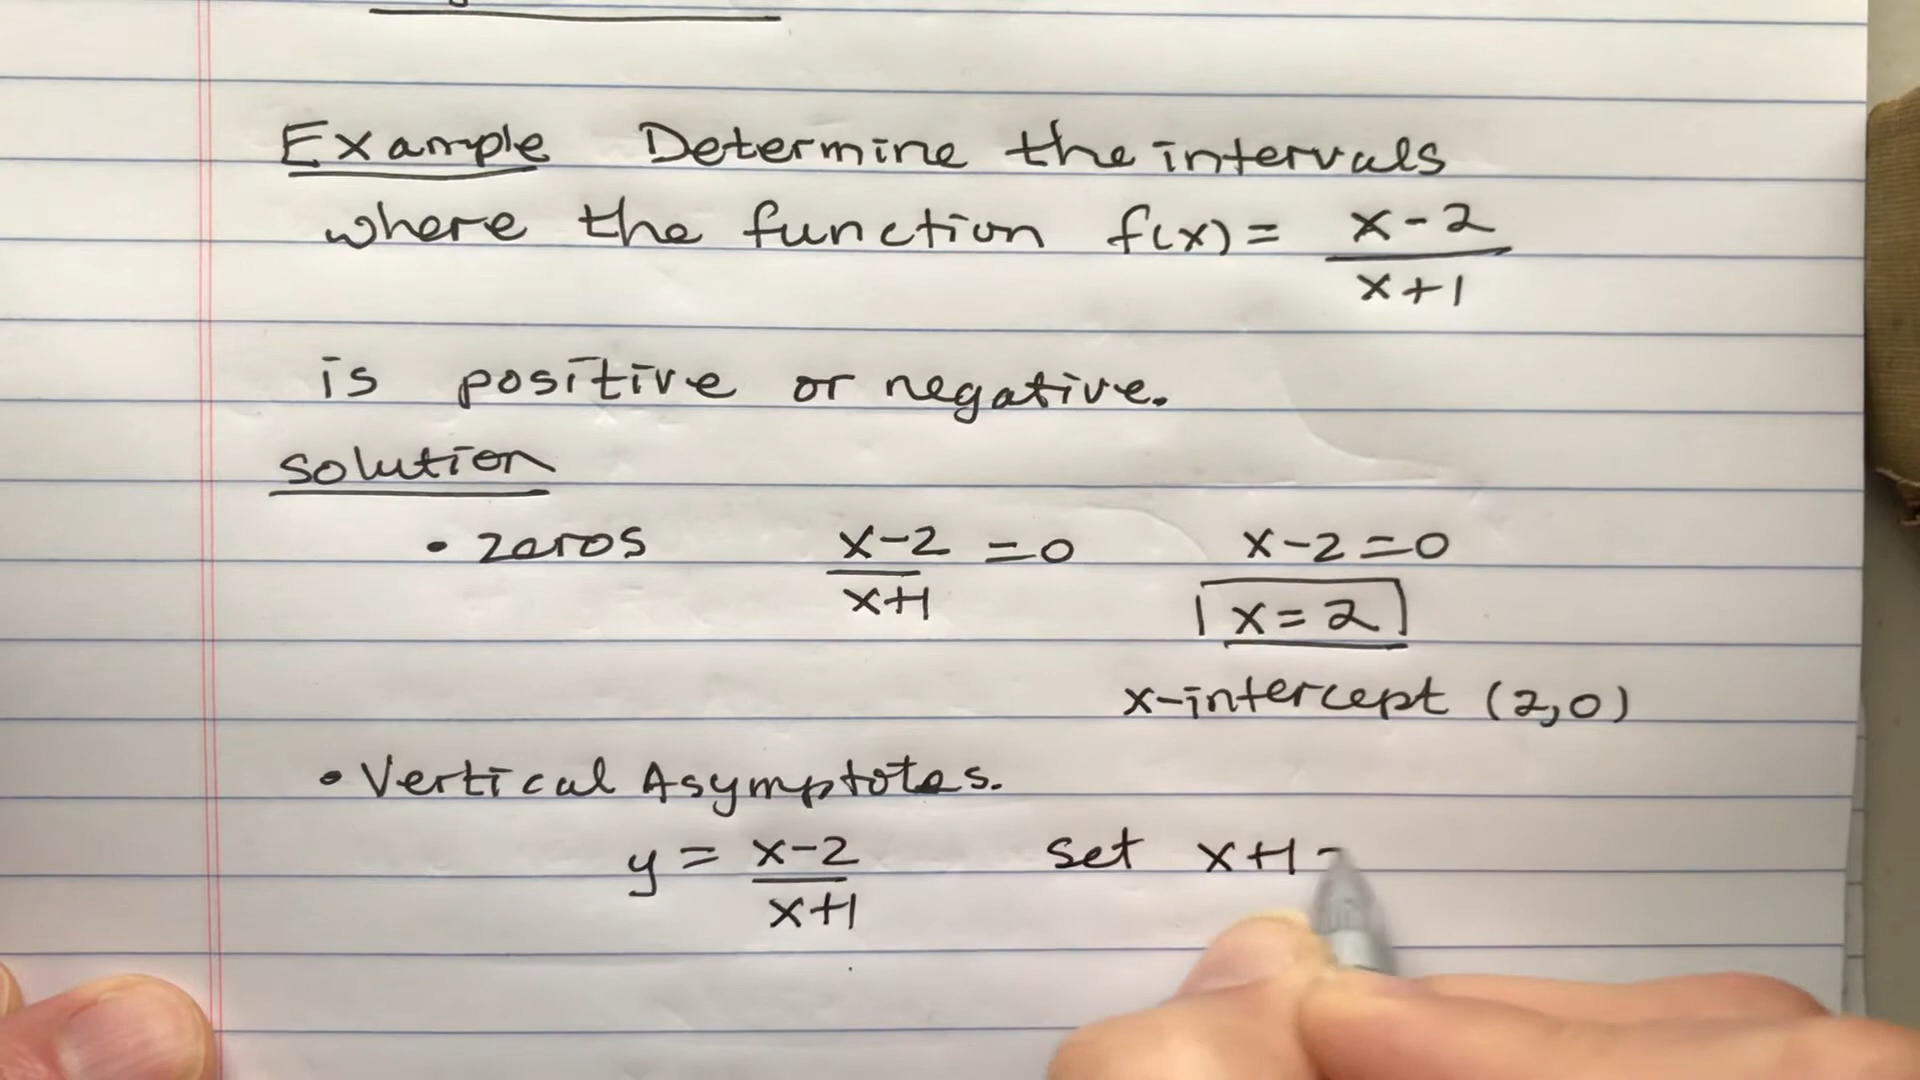 Example Determine the intervals
where the function f(x) = x-2 / x+1
is positive or negative.
solution
• zeros x-2 / x+1 = 0 x-2=0
x=2
x-intercept (2,0)
• Vertical Asymptotes.
y = x-2 / x+1 set x+1